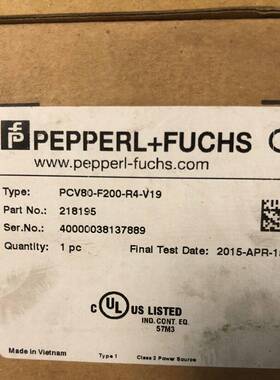 PEPPERL+FUCHS
www.pepperl-fuchs.com
Type: PCV80-F200-R4-V19
Part No.: 218195
Ser.No.: 40000038137889
Quantity: 1 pc Final Test Date: 2015-APR-1
C UL US LISTED
IND. CONT. EQ.
57M3
Made in Vietnam Type 1 Class 2 Power Source